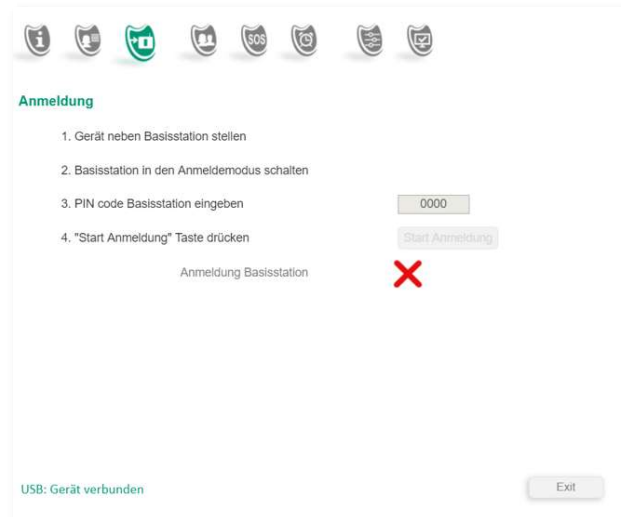 SOS
Anmeldung
1. Gerät neben Basisstation stellen
2. Basisstation in den Anmeldemodus schalten
3. PIN code Basisstation eingeben 0000
4. "Start Anmeldung" Taste drücken Start Anmeldung
Anmeldung Basisstation
USB: Gerät verbunden Exit